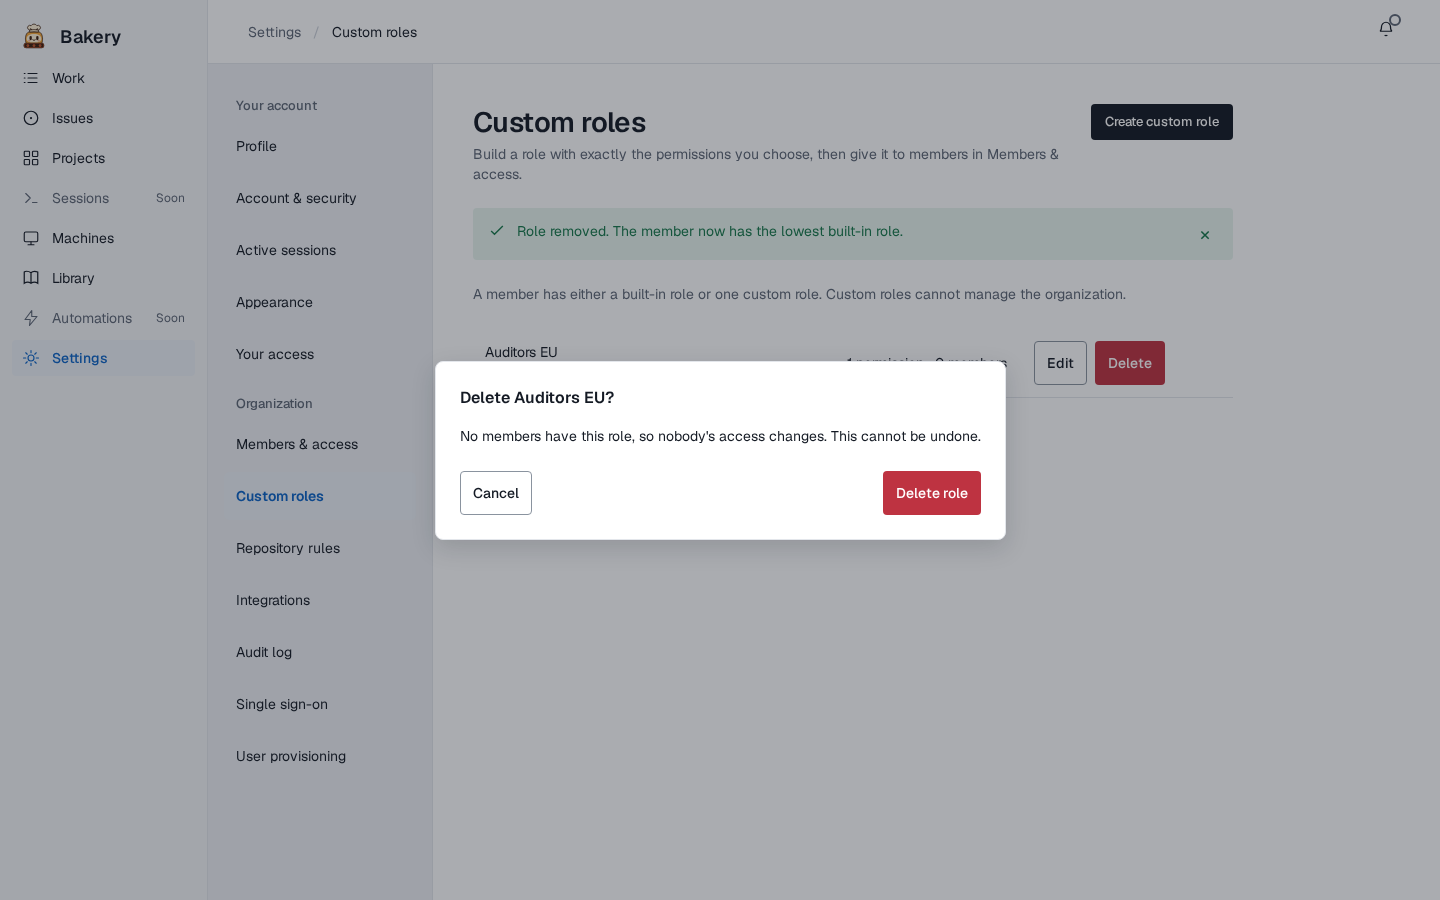 Bakery
Settings / Custom roles
Work
Issues
Projects
Sessions Soon
Machines
Library
Automations Soon
Settings
Your account
Profile
Account & security
Active sessions
Appearance
Your access
Organization
Members & access
Custom roles
Repository rules
Integrations
Audit log
Single sign-on
User provisioning
Custom roles
Create custom role
Build a role with exactly the permissions you choose, then give it to members in Members &
access.
Role removed. The member now has the lowest built-in role.
A member has either a built-in role or one custom role. Custom roles cannot manage the organization.
Auditors EU
Edit
Delete
Delete Auditors EU?
No members have this role, so nobody's access changes. This cannot be undone.
Cancel
Delete role